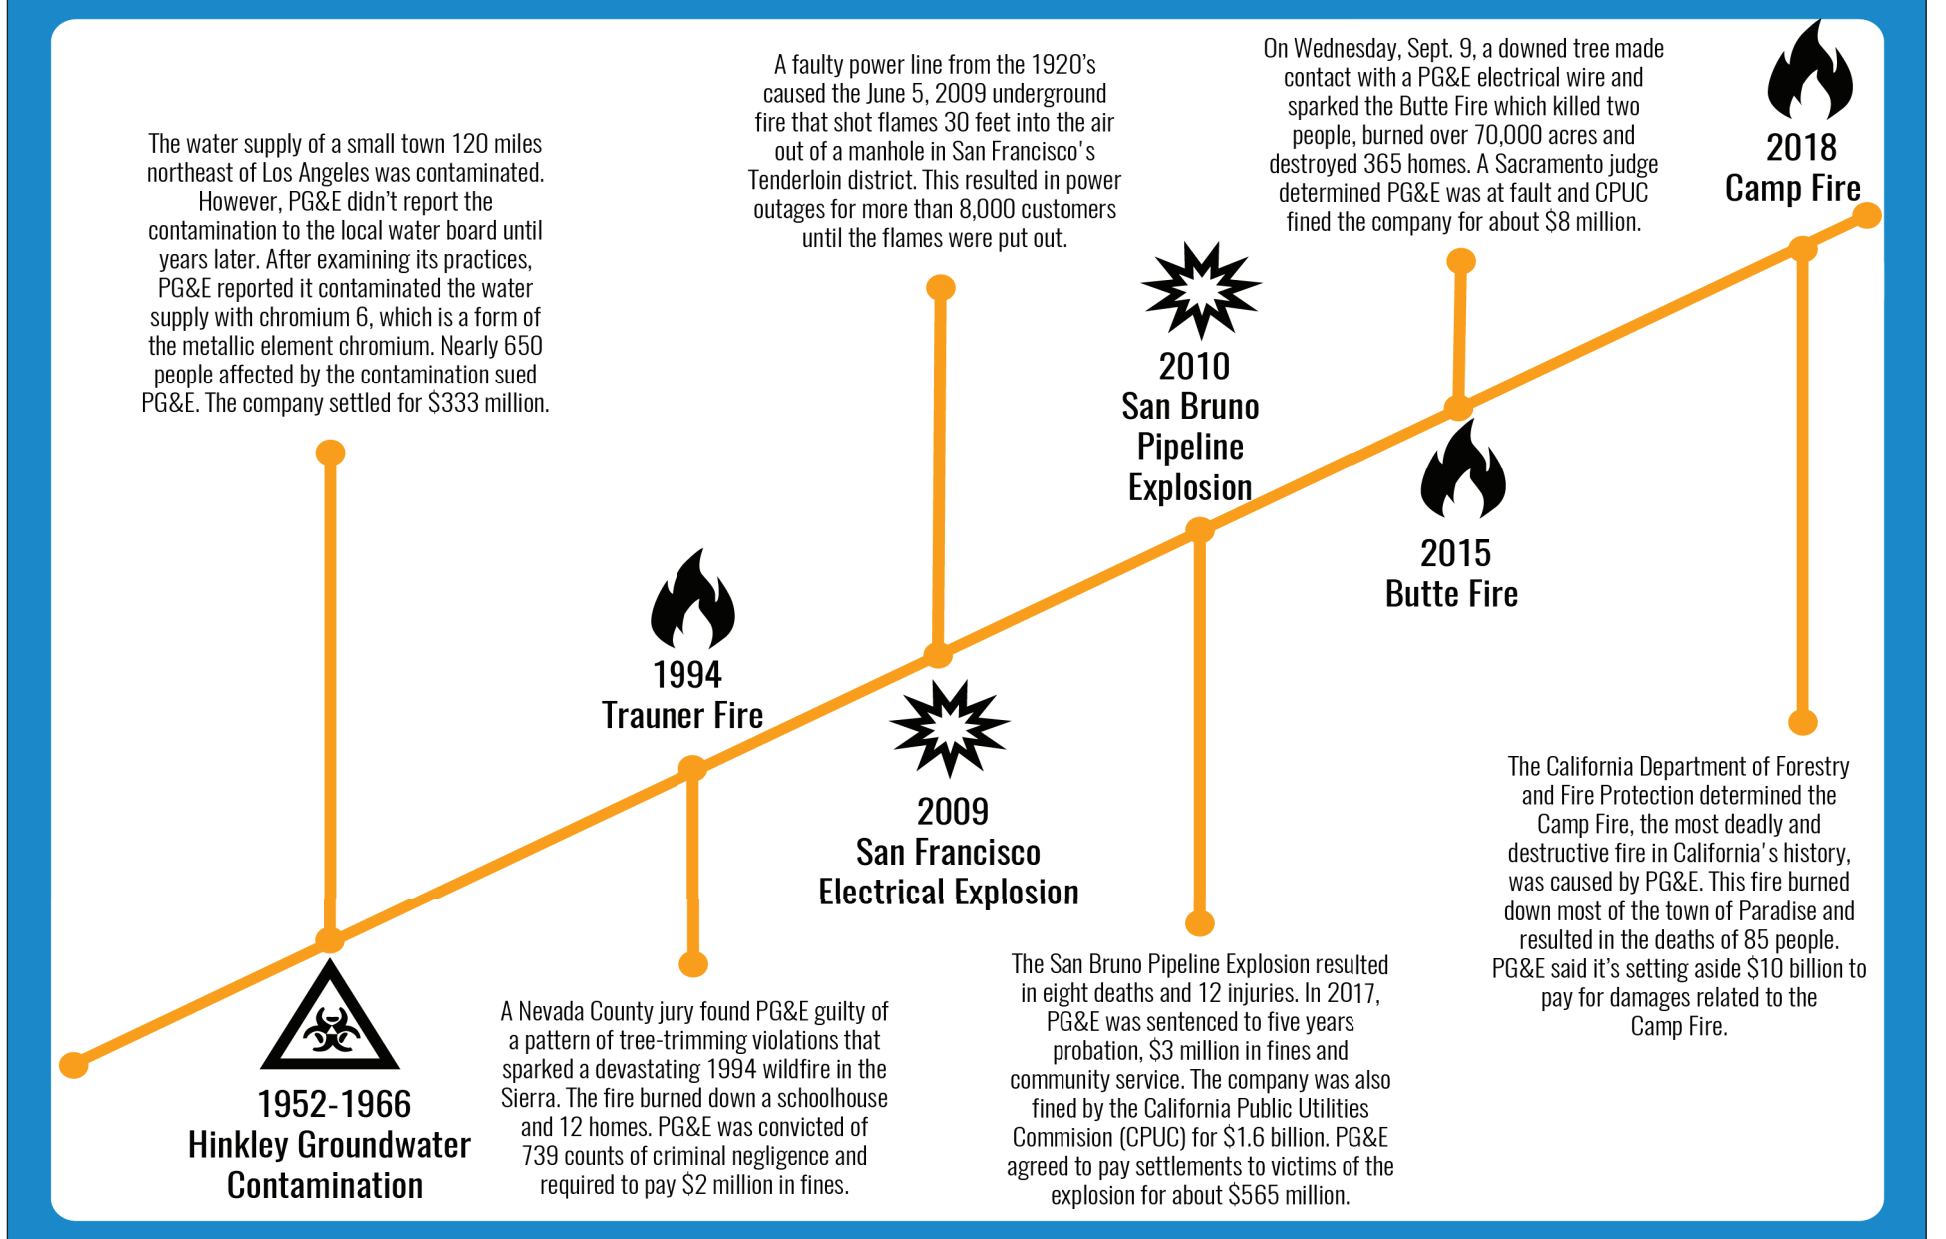 The water supply of a small town 120 miles
northeast of Los Angeles was contaminated.
However, PG&E didn’t report the
contamination to the local water board until
years later. After examining its practices,
PG&E reported it contaminated the water
supply with chromium 6, which is a form of
the metallic element chromium. Nearly 650
people affected by the contamination sued
PG&E. The company settled for $333 million.
1952-1966
Hinkley Groundwater
Contamination
1994
Trauner Fire
A Nevada County jury found PG&E guilty of
a pattern of tree-trimming violations that
sparked a devastating 1994 wildfire in the
Sierra. The fire burned down a schoolhouse
and 12 homes. PG&E was convicted of
739 counts of criminal negligence and
required to pay $2 million in fines.
A faulty power line from the 1920’s
caused the June 5, 2009 underground
fire that shot flames 30 feet into the air
out of a manhole in San Francisco's
Tenderloin district. This resulted in power
outages for more than 8,000 customers
until the flames were put out.
2009
San Francisco
Electrical Explosion
2010
San Bruno
Pipeline
Explosion
The San Bruno Pipeline Explosion resulted
in eight deaths and 12 injuries. In 2017,
PG&E was sentenced to five years
probation, $3 million in fines and
community service. The company was also
fined by the California Public Utilities
Commision (CPUC) for $1.6 billion. PG&E
agreed to pay settlements to victims of the
explosion for about $565 million.
On Wednesday, Sept. 9, a downed tree made
contact with a PG&E electrical wire and
sparked the Butte Fire which killed two
people, burned over 70,000 acres and
destroyed 365 homes. A Sacramento judge
determined PG&E was at fault and CPUC
fined the company for about $8 million.
2015
Butte Fire
2018
Camp Fire
The California Department of Forestry
and Fire Protection determined the
Camp Fire, the most deadly and
destructive fire in California's history,
was caused by PG&E. This fire burned
down most of the town of Paradise and
resulted in the deaths of 85 people.
PG&E said it’s setting aside $10 billion to
pay for damages related to the
Camp Fire.